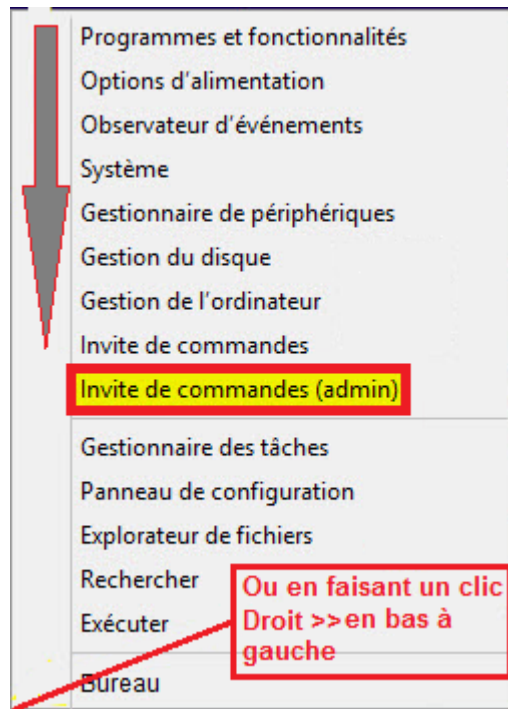 Programmes et fonctionnalités
Options d'alimentation
Observateur d'événements
Système
Gestionnaire de périphériques
Gestion du disque
Gestion de l'ordinateur
Invite de commandes
Invite de commandes (admin)
Gestionnaire des tâches
Panneau de configuration
Explorateur de fichiers
Rechercher
Exécuter
Ou en faisant un clic
Droit >>en bas à
gauche
Bureau